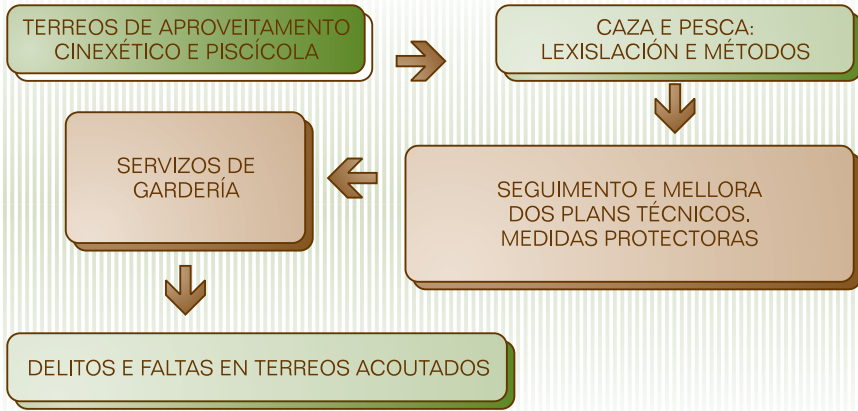 TERREOS DE APROVEITAMENTO
CINEXÉTICO E PISCÍCOLA
CAZA E PESCA:
LEXISLACIÓN E MÉTODOS
SEGUIMENTO E MELLORA
DOS PLANS TÉCNICOS.
MEDIDAS PROTECTORAS
SERVIZOS DE
GARDERÍA
DELITOS E FALTAS EN TERREOS ACOUTADOS